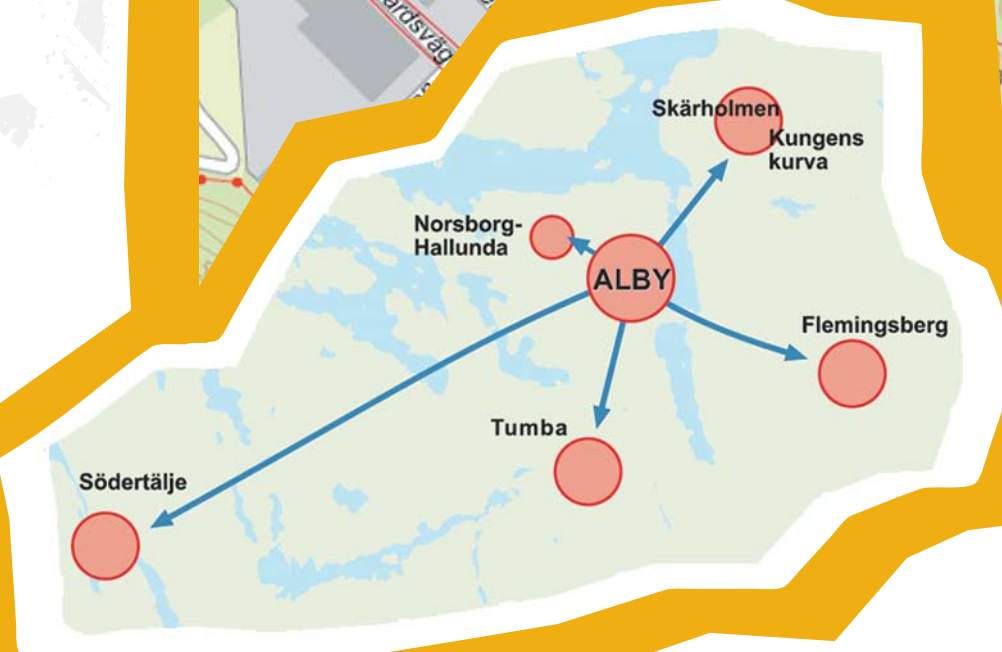 Skärholmen
Kungens
kurva
Norsborg-
Hallunda
ALBY
Flemingsberg
Tumba
Södertälje